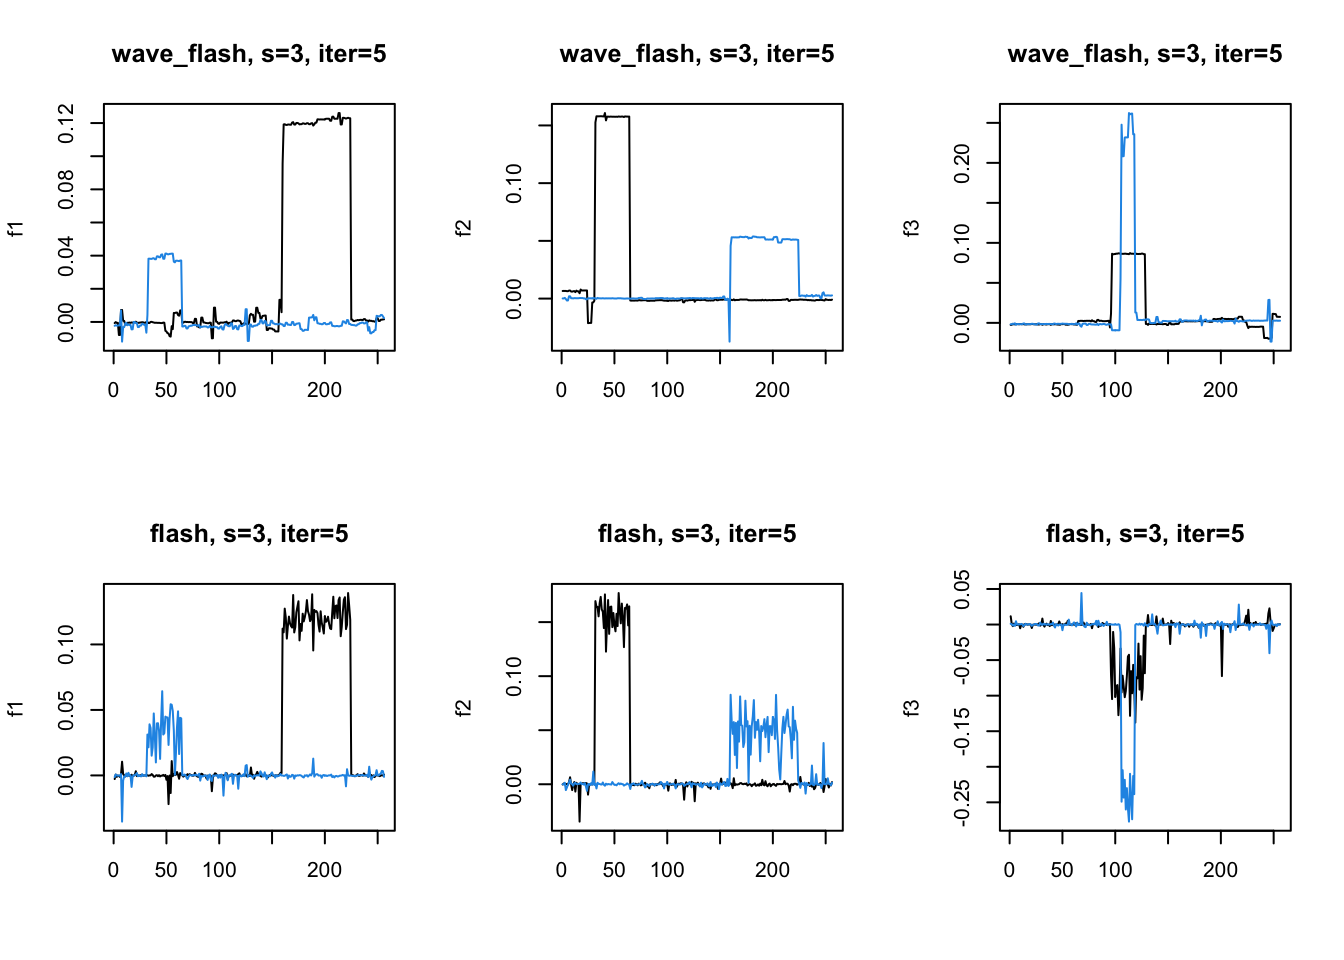 wave_flash, s=3, iter=5
f1
0.00 0.04 0.08 0.12
0 50 100 200
wave_flash, s=3, iter=5
f2
0.00 0.10
0 50 100 200
wave_flash, s=3, iter=5
f3
0.00 0.10 0.20
0 50 100 200
flash, s=3, iter=5
f1
0.00 0.05 0.10
0 50 100 200
flash, s=3, iter=5
f2
0.00 0.10
0 50 100 200
flash, s=3, iter=5
f3
-0.25 -0.15 -0.05 0.05
0 50 100 200